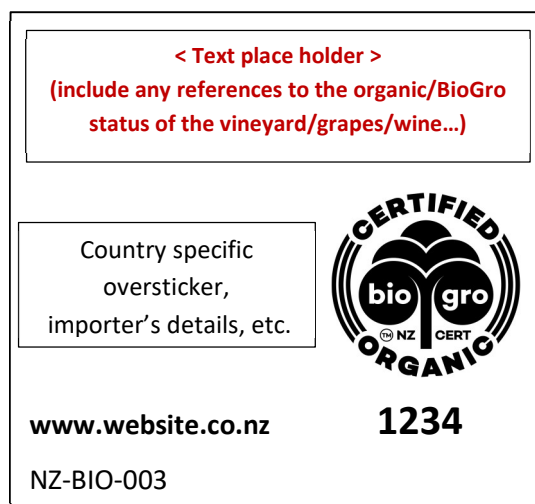 < Text place holder >
(include any references to the organic/BioGro
status of the vineyard/grapes/wine…)
Country specific
oversticker,
importer’s details, etc.
CERTIFIED
bio gro
TM NZ CERT
ORGANIC
www.website.co.nz
1234
NZ-BIO-003